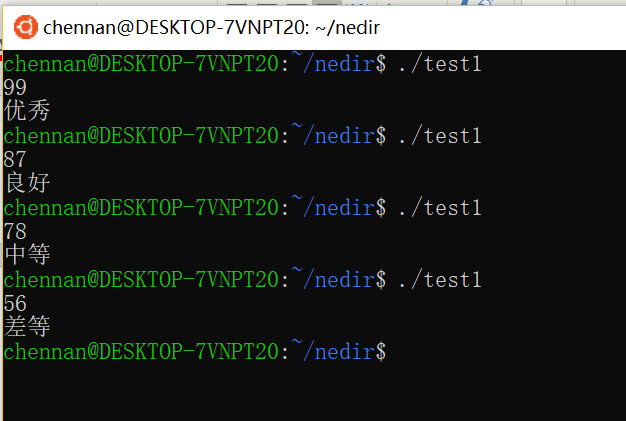 chennan@DESKTOP-7VNPT20: ~/nedir
chennan@DESKTOP-7VNPT20:~/nedir$ ./test1
99
优秀
chennan@DESKTOP-7VNPT20:~/nedir$ ./test1
87
良好
chennan@DESKTOP-7VNPT20:~/nedir$ ./test1
78
中等
chennan@DESKTOP-7VNPT20:~/nedir$ ./test1
56
差等
chennan@DESKTOP-7VNPT20:~/nedir$